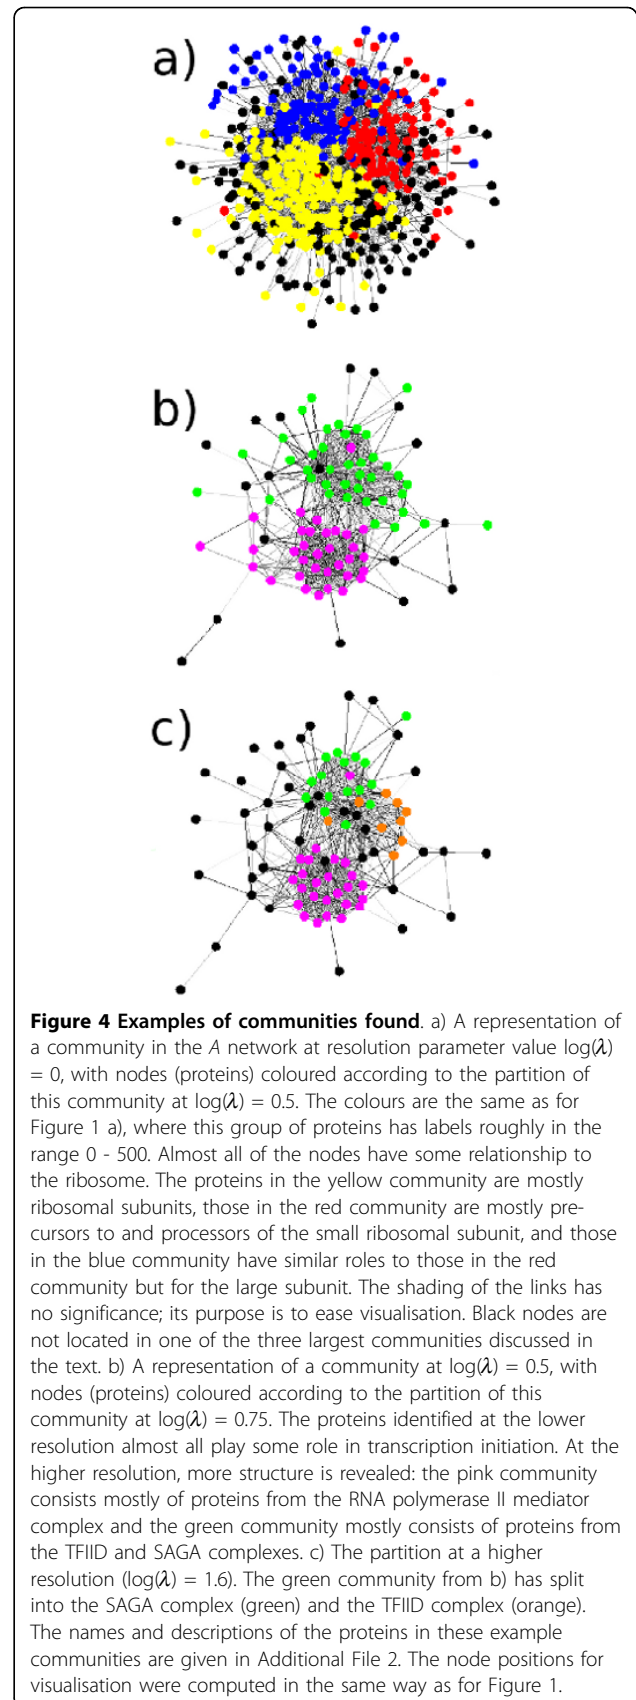 a)
b)
c)
Figure 4 Examples of communities found. a) A representation of
a community in the A network at resolution parameter value log(λ)
= 0, with nodes (proteins) coloured according to the partition of
this community at log(λ) = 0.5. The colours are the same as for
Figure 1 a), where this group of proteins has labels roughly in the
range 0 - 500. Almost all of the nodes have some relationship to
the ribosome. The proteins in the yellow community are mostly
ribosomal subunits, those in the red community are mostly pre-
cursors to and processors of the small ribosomal subunit, and those
in the blue community have similar roles to those in the red
community but for the large subunit. The shading of the links has
no significance; its purpose is to ease visualisation. Black nodes are
not located in one of the three largest communities discussed in
the text. b) A representation of a community at log(λ) = 0.5, with
nodes (proteins) coloured according to the partition of this
community at log(λ) = 0.75. The proteins identified at the lower
resolution almost all play some role in transcription initiation. At the
higher resolution, more structure is revealed: the pink community
consists mostly of proteins from the RNA polymerase II mediator
complex and the green community mostly consists of proteins from
the TFIID and SAGA complexes. c) The partition at a higher
resolution (log(λ) = 1.6). The green community from b) has split
into the SAGA complex (green) and the TFIID complex (orange).
The names and descriptions of the proteins in these example
communities are given in Additional File 2. The node positions for
visualisation were computed in the same way as for Figure 1.